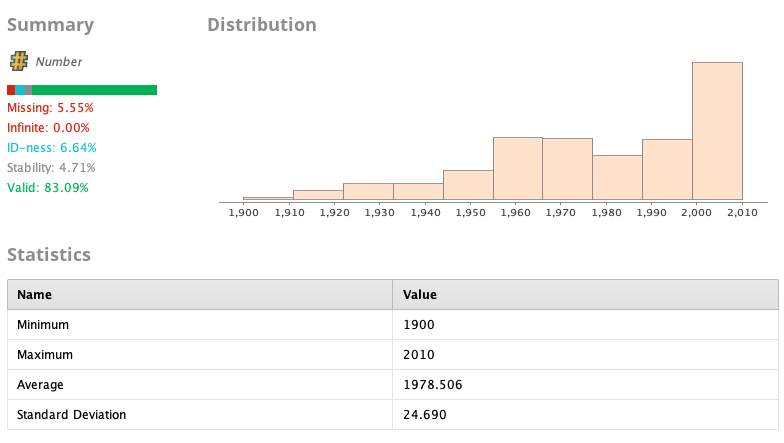 Summary
Distribution
# Number
Missing: 5.55%
Infinite: 0.00%
ID-ness: 6.64%
Stability: 4.71%
Valid: 83.09%
1,900 1,910 1,920 1,930 1,940 1,950 1,960 1,970 1,980 1,990 2,000 2,010
Statistics
Name Value
Minimum 1900
Maximum 2010
Average 1978.506
Standard Deviation 24.690